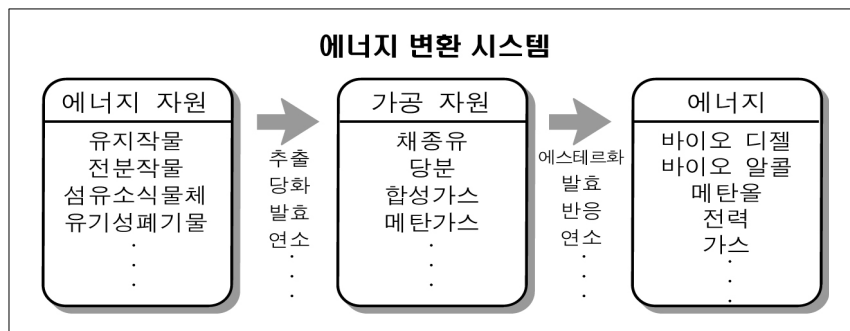 에너지 변환 시스템
에너지 자원
유지작물
전분작물
섬유소식물체
유기성폐기물
추출
당화
발효
연소
가공 자원
채종유
당분
합성가스
메탄가스
에스테르화
발효
반응
연소
에너지
바이오 디젤
바이오 알콜
메탄올
전력
가스